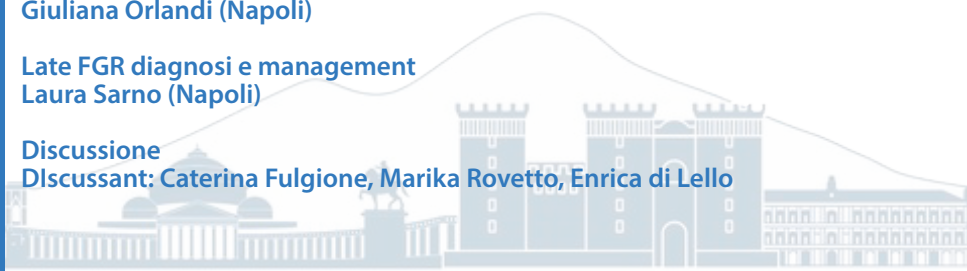 Giuliana Orlandi (Napoli)
Late FGR diagnosi e management
Laura Sarno (Napoli)
Discussione
DIscussant: Caterina Fulgione, Marika Rovetto, Enrica di Lello